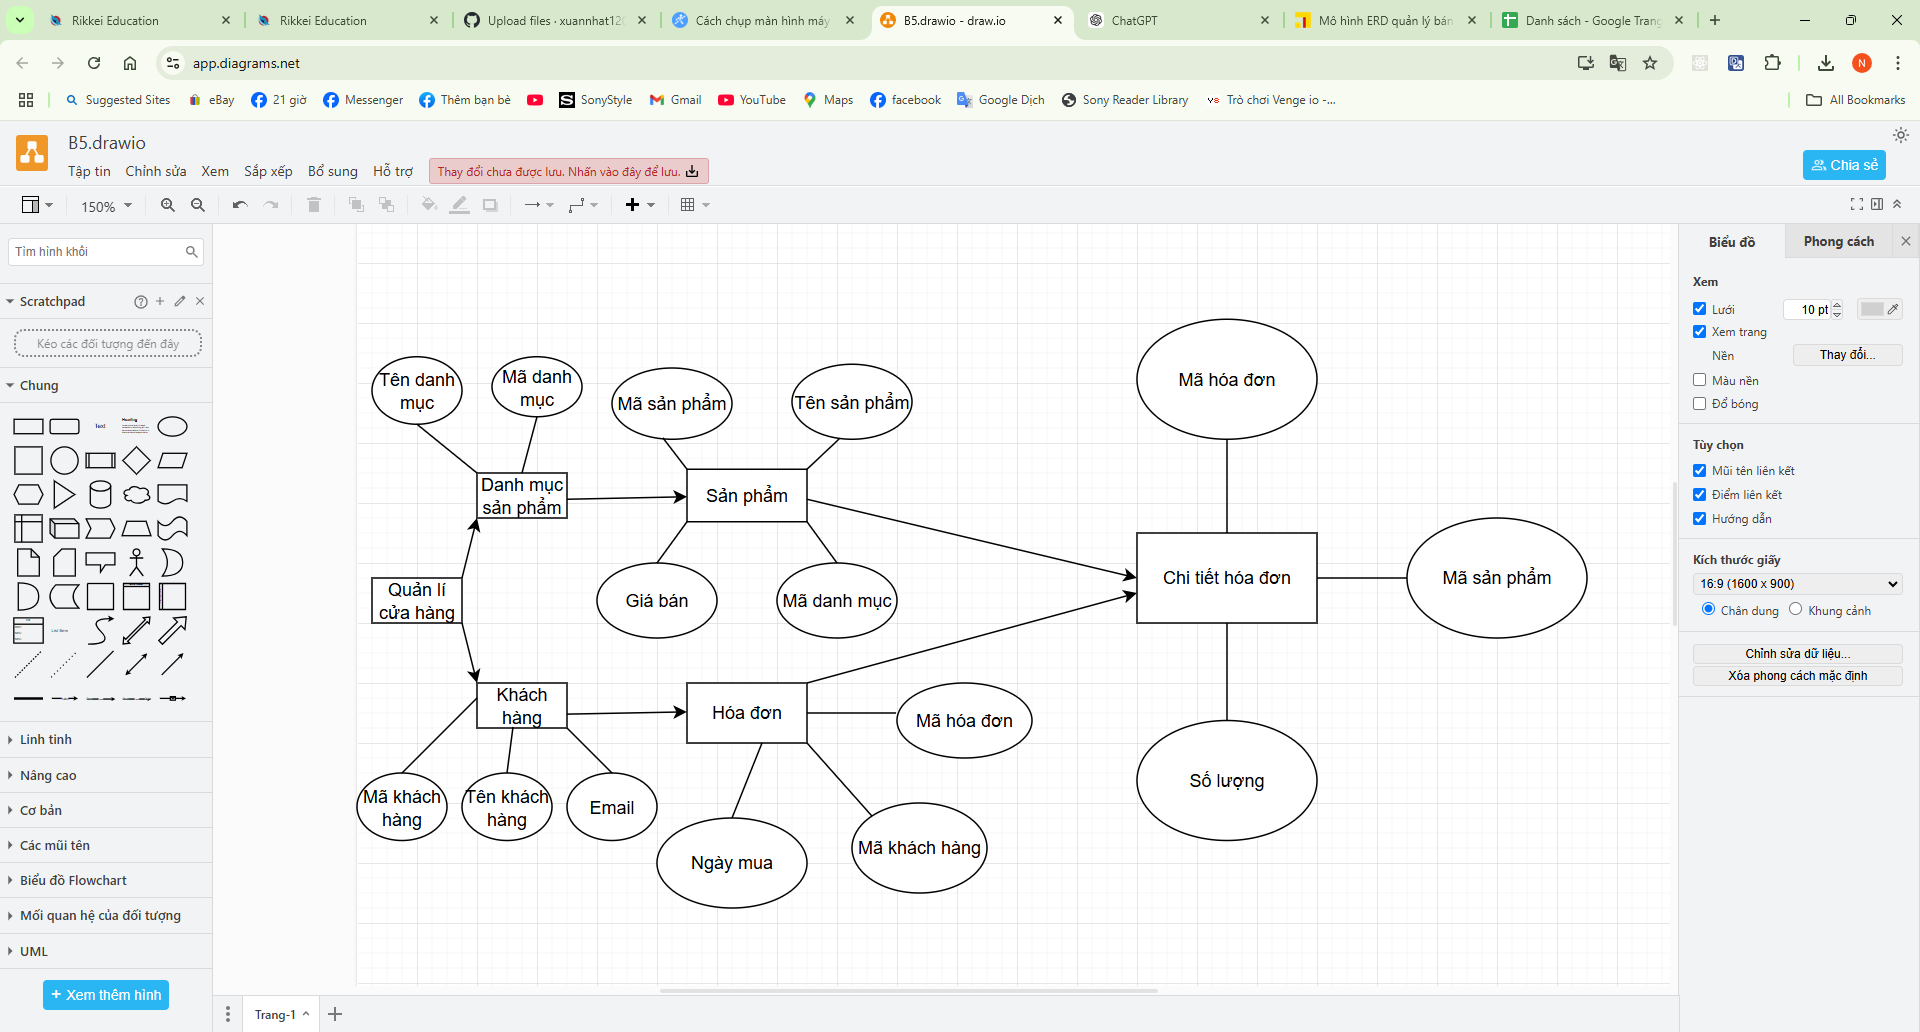 Rikkei Education
Rikkei Education
Upload files · xuannhat120
Cách chụp màn hình máy
B5.drawio - draw.io
ChatGPT
Mô hình ERD quản lý bán
Danh sách - Google Trang
app.diagrams.net
N
Suggested Sites
eBay
21 giờ
Messenger
Thêm bạn bè
SonyStyle
Gmail
YouTube
Maps
facebook
Google Dịch
Sony Reader Library
Trò chơi Venge io -...
All Bookmarks
B5.drawio
Tập tin
Chỉnh sửa
Xem
Sắp xếp
Bổ sung
Hỗ trợ
Thay đổi chưa được lưu. Nhấn vào đây để lưu.
Chia sẻ
150%
Tìm hình khối
Scratchpad
Kéo các đối tượng đến đây
Chung
Text
Heading
List Item
Linh tinh
Nâng cao
Cơ bản
Các mũi tên
Biểu đồ Flowchart
Mối quan hệ của đối tượng
UML
+ Xem thêm hình
Tên danh
mục
Mã danh
mục
Mã sản phẩm
Tên sản phẩm
Danh mục
sản phẩm
Sản phẩm
Quản lí
cửa hàng
Giá bán
Mã danh mục
Khách
hàng
Hóa đơn
Mã hóa đơn
Mã khách
hàng
Tên khách
hàng
Email
Ngày mua
Mã khách hàng
Mã hóa đơn
Chi tiết hóa đơn
Mã sản phẩm
Số lượng
Trang-1
Biểu đồ
Phong cách
Xem
Lưới
10 pt
Xem trang
Nền
Thay đổi...
Màu nền
Đổ bóng
Tùy chọn
Mũi tên liên kết
Điểm liên kết
Hướng dẫn
Kích thước giấy
16:9 (1600 x 900)
Chân dung
Khung cảnh
Chỉnh sửa dữ liệu...
Xóa phong cách mặc định